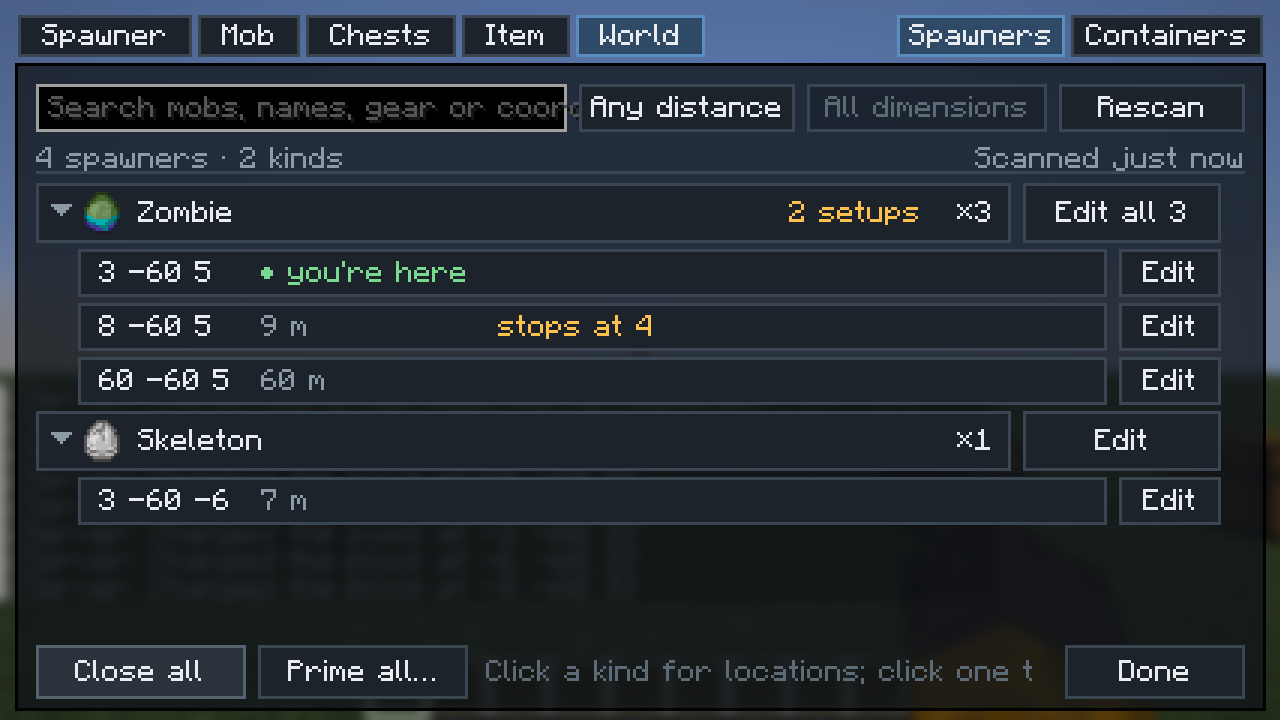 Spawner Mob Chests Item World Spawners Containers
Search mobs, names, gear or coord Any distance All dimensions Rescan
4 spawners · 2 kinds Scanned just now
Zombie 2 setups ×3 Edit all 3
3 -60 5 • you're here Edit
8 -60 5 9 m stops at 4 Edit
60 -60 5 60 m Edit
Skeleton ×1 Edit
3 -60 -6 7 m Edit
Close all Prime all... Click a kind for locations; click one t Done